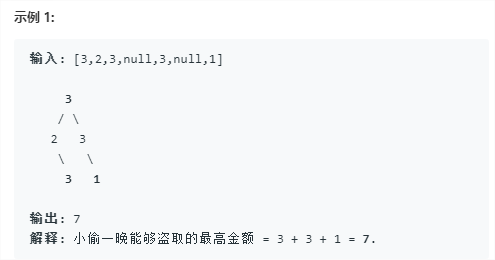 示例 1:
输入: [3,2,3,null,3,null,1]
3
/ \
2   3
\   \
3   1
输出: 7
解释: 小偷一晚能够盗取的最高金额 = 3 + 3 + 1 = 7.